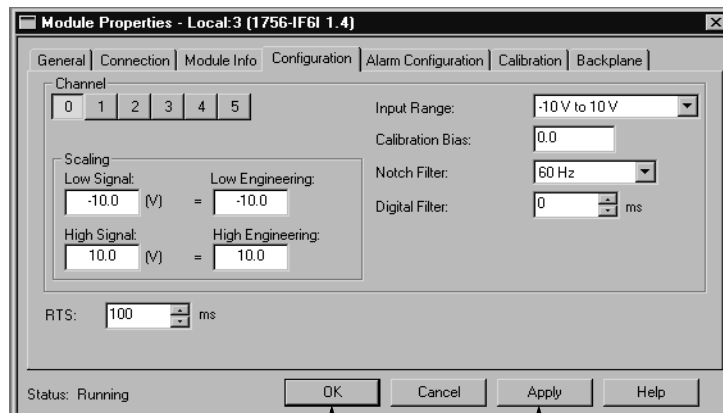 Module Properties - Local:3 (1756-IF6I 1.4)
General Connection Module Info Configuration Alarm Configuration Calibration Backplane
Channel
0 1 2 3 4 5
Input Range: -10 V to 10 V
Calibration Bias: 0.0
Notch Filter: 60 Hz
Digital Filter: 0 ms
Scaling
Low Signal: Low Engineering:
-10.0 (V) = -10.0
High Signal: High Engineering:
10.0 (V) = 10.0
RTS: 100 ms
Status: Running OK Cancel Apply Help